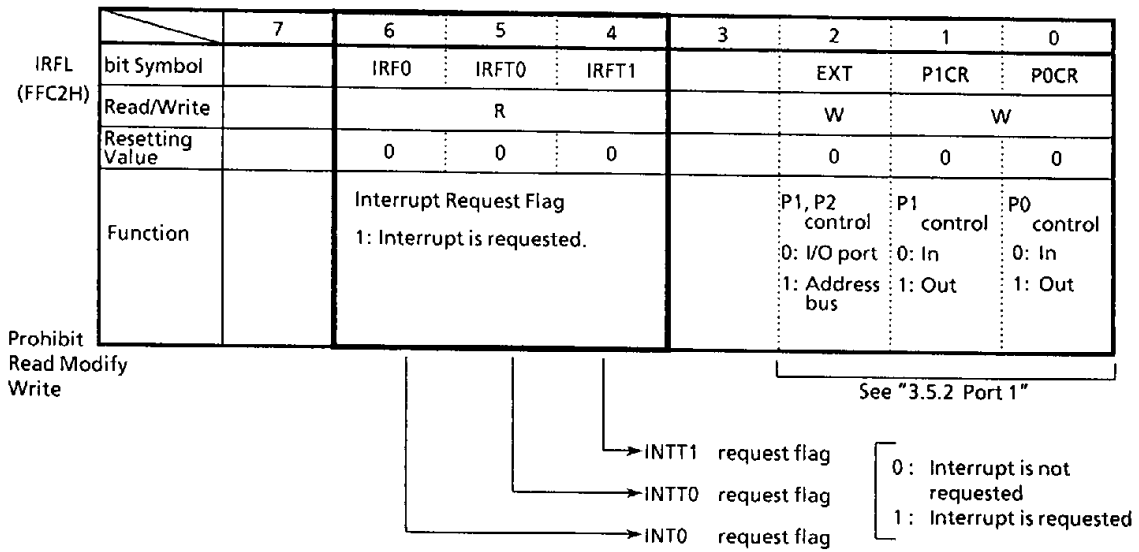 7 6 5 4 3 2 1 0
IRFL
(FFC2H)
bit Symbol IRF0 IRFT0 IRFT1 EXT P1CR P0CR
Read/Write R W W
Resetting
Value 0 0 0 0 0 0
Function
Interrupt Request Flag
1: Interrupt is requested.
P1, P2
control
0: I/O port
1: Address
bus
P1
control
0: In
1: Out
P0
control
0: In
1: Out
Prohibit
Read Modify
Write
See "3.5.2 Port 1"
INTT1 request flag
INTT0 request flag
INT0 request flag
0: Interrupt is not
requested
1: Interrupt is requested